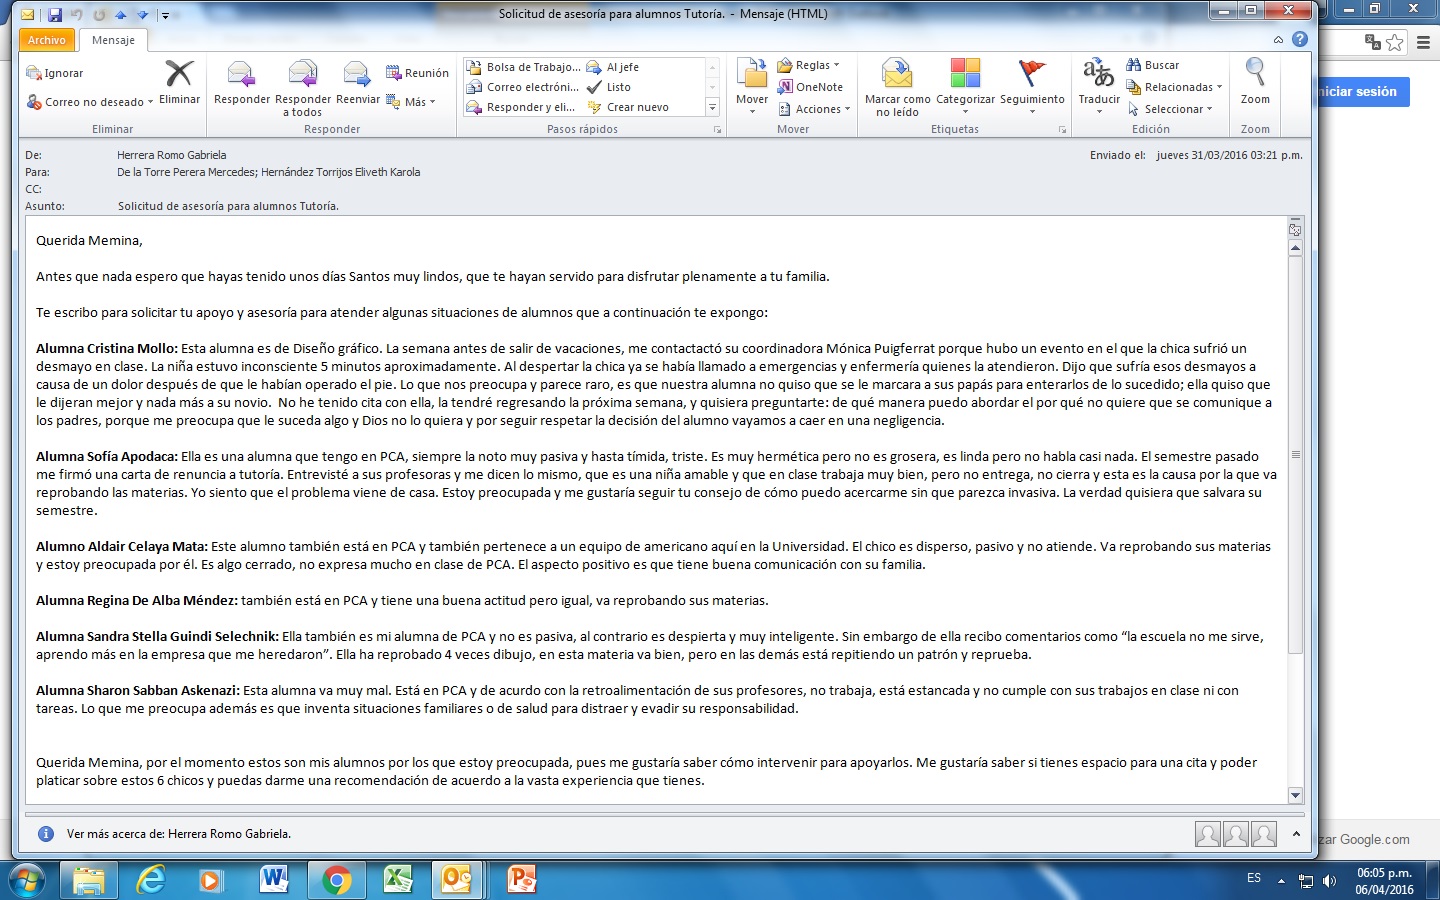 Solicitud de asesoría para alumnos Tutoría. - Mensaje (HTML)
Archivo Mensaje
Ignorar
Correo no deseado
Eliminar
Eliminar
Responder
Responder a todos
Reenviar
Reunión
Más
Responder
Bolsa de Trabajo...
Correo electróni...
Responder y eli...
Al jefe
Listo
Crear nuevo
Pasos rápidos
Mover
Reglas
OneNote
Acciones
Mover
Marcar como no leído
Categorizar
Seguimiento
Etiquetas
Traducir
Buscar
Relacionadas
Seleccionar
Edición
Zoom
Zoom
iniciar sesión
De: Herrera Romo Gabriela
Enviado el: jueves 31/03/2016 03:21 p.m.
Para: De la Torre Perera Mercedes; Hernández Torrijos Eliveth Karola
CC:
Asunto: Solicitud de asesoría para alumnos Tutoría.
Querida Memina,
Antes que nada espero que hayas tenido unos días Santos muy lindos, que te hayan servido para disfrutar plenamente a tu familia.
Te escribo para solicitar tu apoyo y asesoría para atender algunas situaciones de alumnos que a continuación te expongo:
Alumna Cristina Mollo: Esta alumna es de Diseño gráfico. La semana antes de salir de vacaciones, me contactactó su coordinadora Mónica Puigferrat porque hubo un evento en el que la chica sufrió un
desmayo en clase. La niña estuvo inconsciente 5 minutos aproximadamente. Al despertar la chica ya se había llamado a emergencias y enfermería quienes la atendieron. Dijo que sufría esos desmayos a
causa de un dolor después de que le habían operado el pie. Lo que nos preocupa y parece raro, es que nuestra alumna no quiso que se le marcara a sus papás para enterarlos de lo sucedido; ella quiso que
le dijeran mejor y nada más a su novio. No he tenido cita con ella, la tendré regresando la próxima semana, y quisiera preguntarte: de qué manera puedo abordar el por qué no quiere que se comunique a
los padres, porque me preocupa que le suceda algo y Dios no lo quiera y por seguir respetar la decisión del alumno vayamos a caer en una negligencia.
Alumna Sofía Apodaca: Ella es una alumna que tengo en PCA, siempre la noto muy pasiva y hasta tímida, triste. Es muy hermética pero no es grosera, es linda pero no habla casi nada. El semestre pasado
me firmó una carta de renuncia a tutoría. Entrevisté a sus profesoras y me dicen lo mismo, que es una niña amable y que en clase trabaja muy bien, pero no entrega, no cierra y esta es la causa por la que va
reprobando las materias. Yo siento que el problema viene de casa. Estoy preocupada y me gustaría seguir tu consejo de cómo puedo acercarme sin que parezca invasiva. La verdad quisiera que salvara su
semestre.
Alumno Aldair Celaya Mata: Este alumno también está en PCA y también pertenece a un equipo de americano aquí en la Universidad. El chico es disperso, pasivo y no atiende. Va reprobando sus materias
y estoy preocupada por él. Es algo cerrado, no expresa mucho en clase de PCA. El aspecto positivo es que tiene buena comunicación con su familia.
Alumna Regina De Alba Méndez: también está en PCA y tiene una buena actitud pero igual, va reprobando sus materias.
Alumna Sandra Stella Guindi Selechnik: Ella también es mi alumna de PCA y no es pasiva, al contrario es despierta y muy inteligente. Sin embargo de ella recibo comentarios como “la escuela no me sirve,
aprendo más en la empresa que me heredaron”. Ella ha reprobado 4 veces dibujo, en esta materia va bien, pero en las demás está repitiendo un patrón y reprueba.
Alumna Sharon Sabban Askenazi: Esta alumna va muy mal. Está en PCA y de acuerdo con la retroalimentación de sus profesores, no trabaja, está estancada y no cumple con sus trabajos en clase ni con
tareas. Lo que me preocupa además es que inventa situaciones familiares o de salud para distraer y evadir su responsabilidad.
Querida Memina, por el momento estos son mis alumnos por los que estoy preocupada, pues me gustaría saber cómo intervenir para apoyarlos. Me gustaría saber si tienes espacio para una cita y poder
platicar sobre estos 6 chicos y puedas darme una recomendación de acuerdo a la vasta experiencia que tienes.
Ver más acerca de: Herrera Romo Gabriela.
zar Google.com
ES
06:05 p.m.
06/04/2016